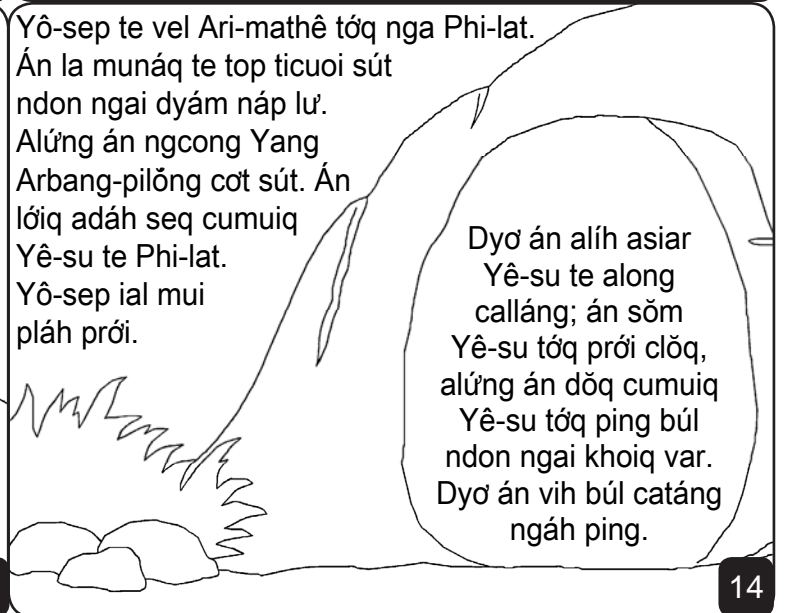 Yô-sep te vel Ari-mathê tớq nga Phi-lat.
Án la munáq te top ticuoi sút
ndon ngai dyám náp lư.
Alứng án ngcong Yang
Arbang-pilỗng cơt sút. Án
lớiq adáh seq cumuiq
Yê-su te Phi-lat.
Yô-sep ial mui
pláh prới.
Dyơ án alíh asiar
Yê-su te along
calláng; án sŏm
Yê-su tớq prới clŏq,
alứng án dŏq cumuiq
Yê-su tớq ping búl
ndon ngai khoiq var.
Dyơ án vih búl catáng
ngáh ping.
14